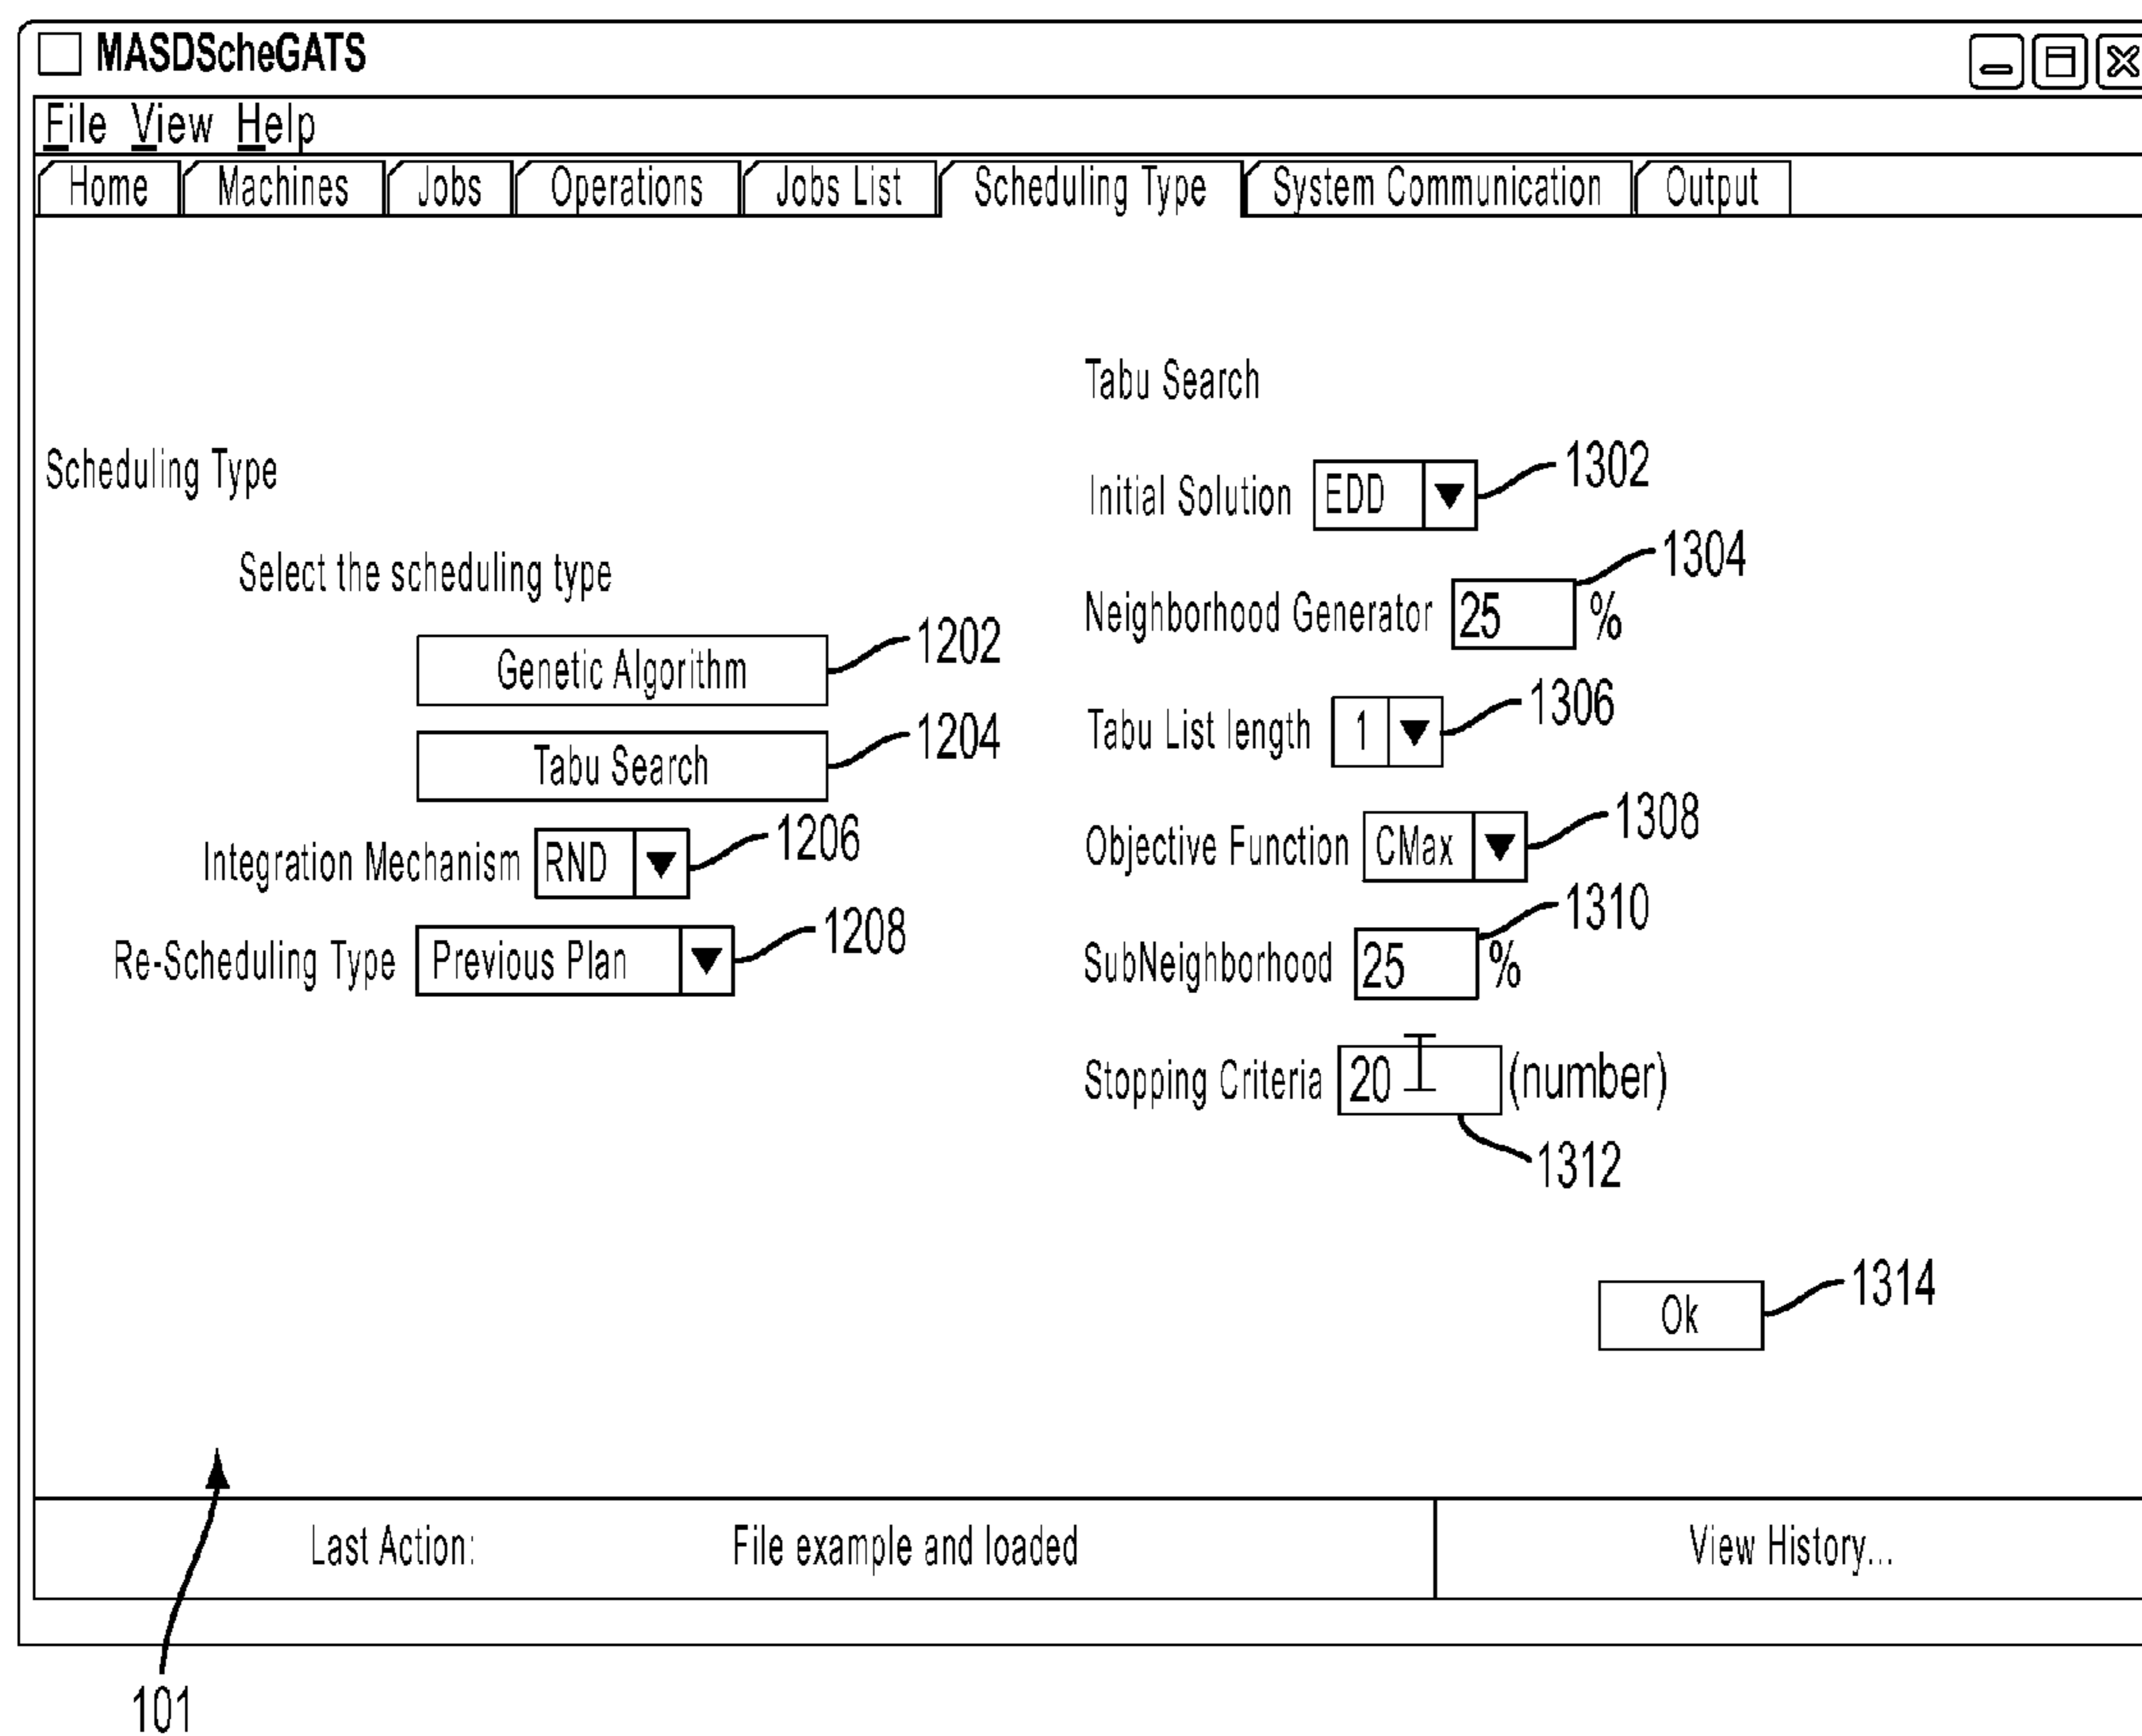 MASDScheGATS
File View Help
Home Machines Jobs Operations Jobs List Scheduling Type System Communication Output
Scheduling Type
Select the scheduling type
Genetic Algorithm 1202
Tabu Search 1204
Integration Mechanism RND 1206
Re-Scheduling Type Previous Plan 1208
Tabu Search
Initial Solution EDD 1302
Neighborhood Generator 25 % 1304
Tabu List length 1 1306
Objective Function CMax 1308
SubNeighborhood 25 % 1310
Stopping Criteria 20 (number)
1312
Ok 1314
Last Action: File example and loaded View History...
101